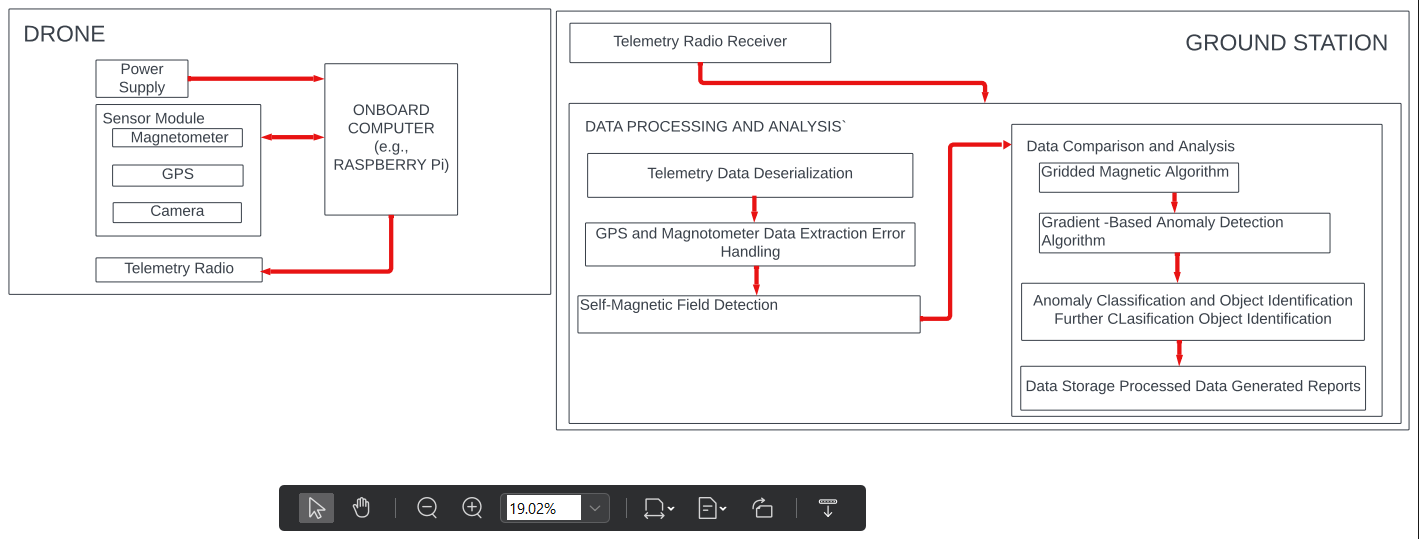 DRONE
Power
Supply
Sensor Module
Magnetometer
GPS
Camera
Telemetry Radio
ONBOARD
COMPUTER
(e.g.,
RASPBERRY Pi)
GROUND STATION
Telemetry Radio Receiver
DATA PROCESSING AND ANALYSIS`
Telemetry Data Deserialization
GPS and Magnotometer Data Extraction Error
Handling
Self-Magnetic Field Detection
Data Comparison and Analysis
Gridded Magnetic Algorithm
Gradient -Based Anomaly Detection
Algorithm
Anomaly Classification and Object Identification
Further CLasification Object Identification
Data Storage Processed Data Generated Reports
19.02%